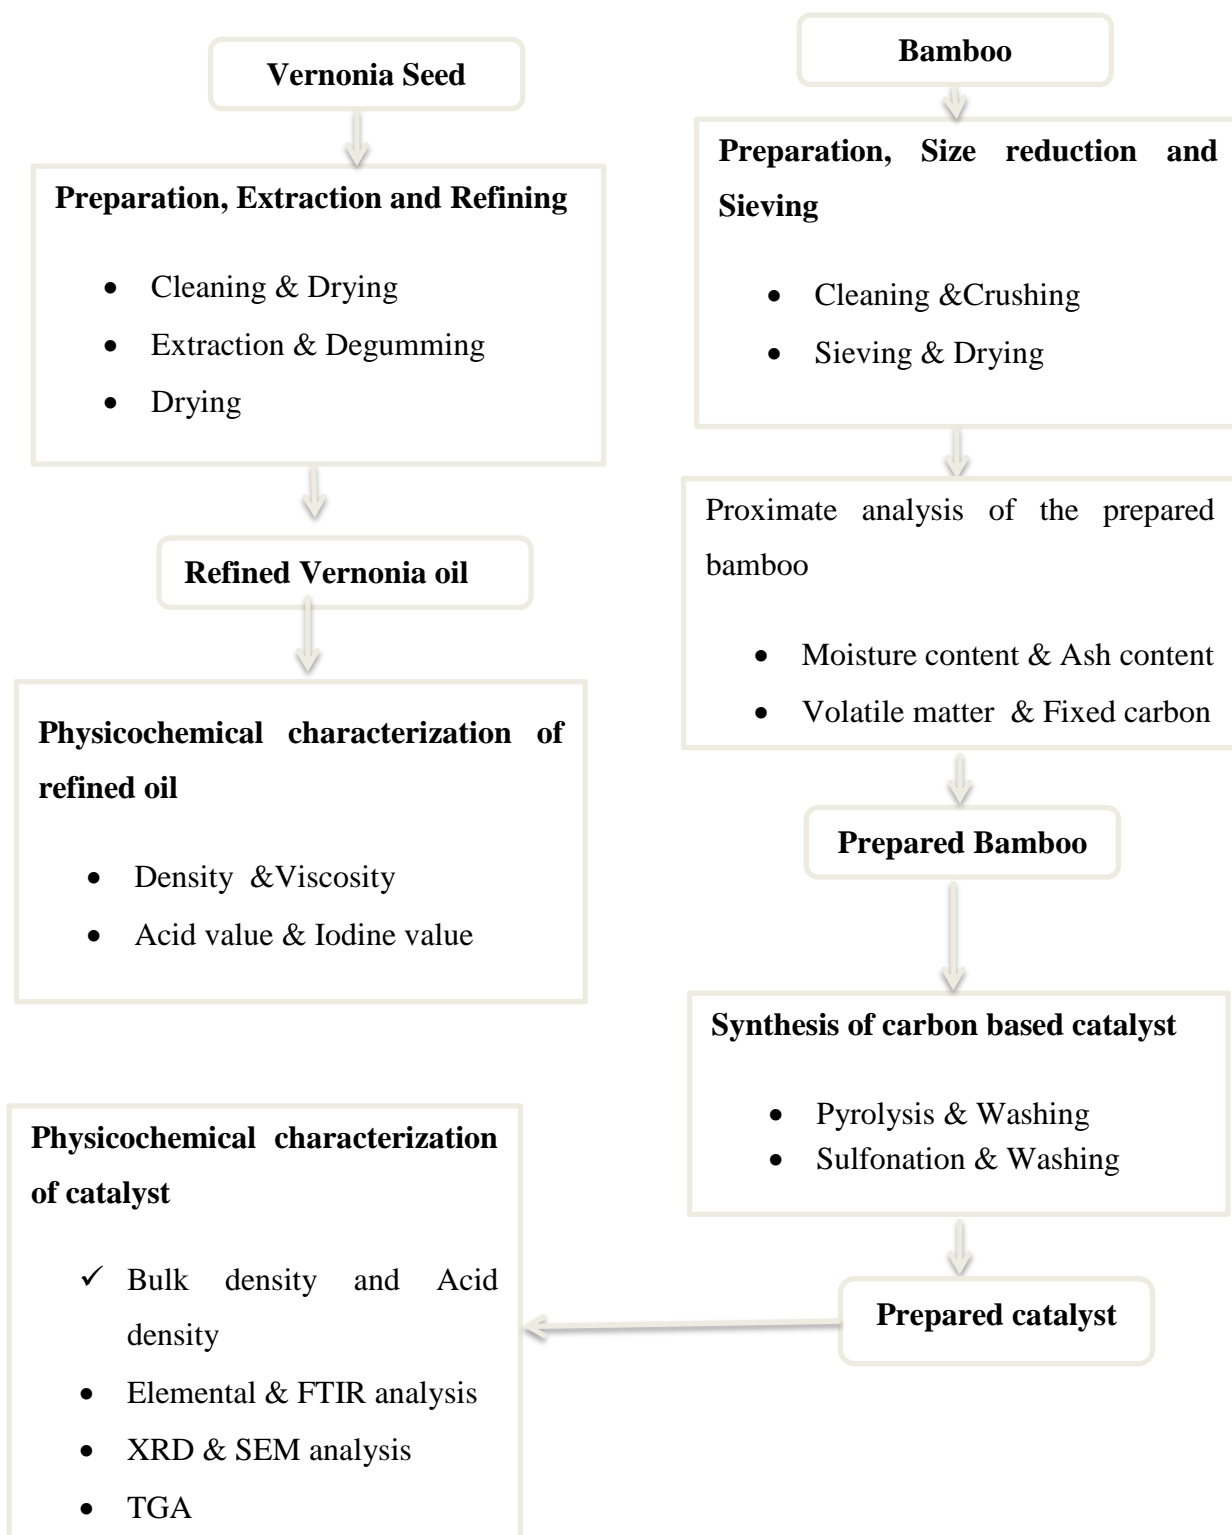 Vernonia Seed
Preparation, Extraction and Refining
• Cleaning & Drying
• Extraction & Degumming
• Drying
Refined Vernonia oil
Physicochemical characterization of
refined oil
• Density &Viscosity
• Acid value & Iodine value
Bamboo
Preparation, Size reduction and
Sieving
• Cleaning &Crushing
• Sieving & Drying
Proximate analysis of the prepared
bamboo
• Moisture content & Ash content
• Volatile matter & Fixed carbon
Prepared Bamboo
Synthesis of carbon based catalyst
• Pyrolysis & Washing
• Sulfonation & Washing
Prepared catalyst
Physicochemical characterization
of catalyst
✓ Bulk density and Acid
density
• Elemental & FTIR analysis
• XRD & SEM analysis
• TGA